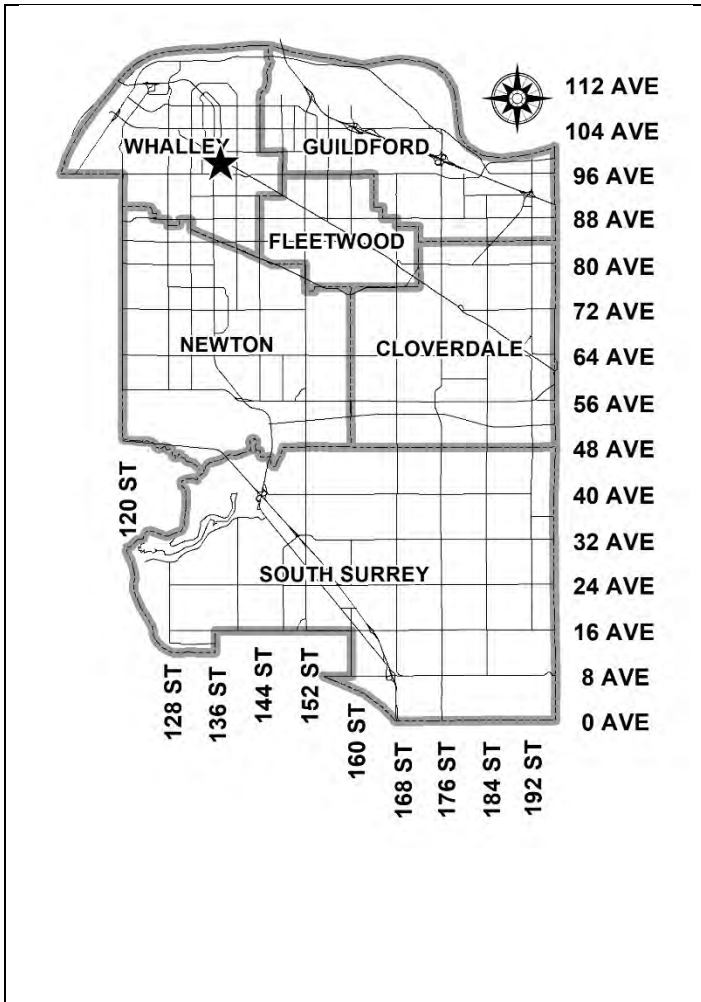 112 AVE
104 AVE
WHALLEY
GUILDFORD
96 AVE
88 AVE
FLEETWOOD
80 AVE
72 AVE
NEWTON
CLOVERDALE
64 AVE
56 AVE
48 AVE
120 ST
40 AVE
32 AVE
SOUTH SURREY
24 AVE
16 AVE
128 ST
136 ST
144 ST
152 ST
8 AVE
160 ST
0 AVE
168 ST
176 ST
184 ST
192 ST